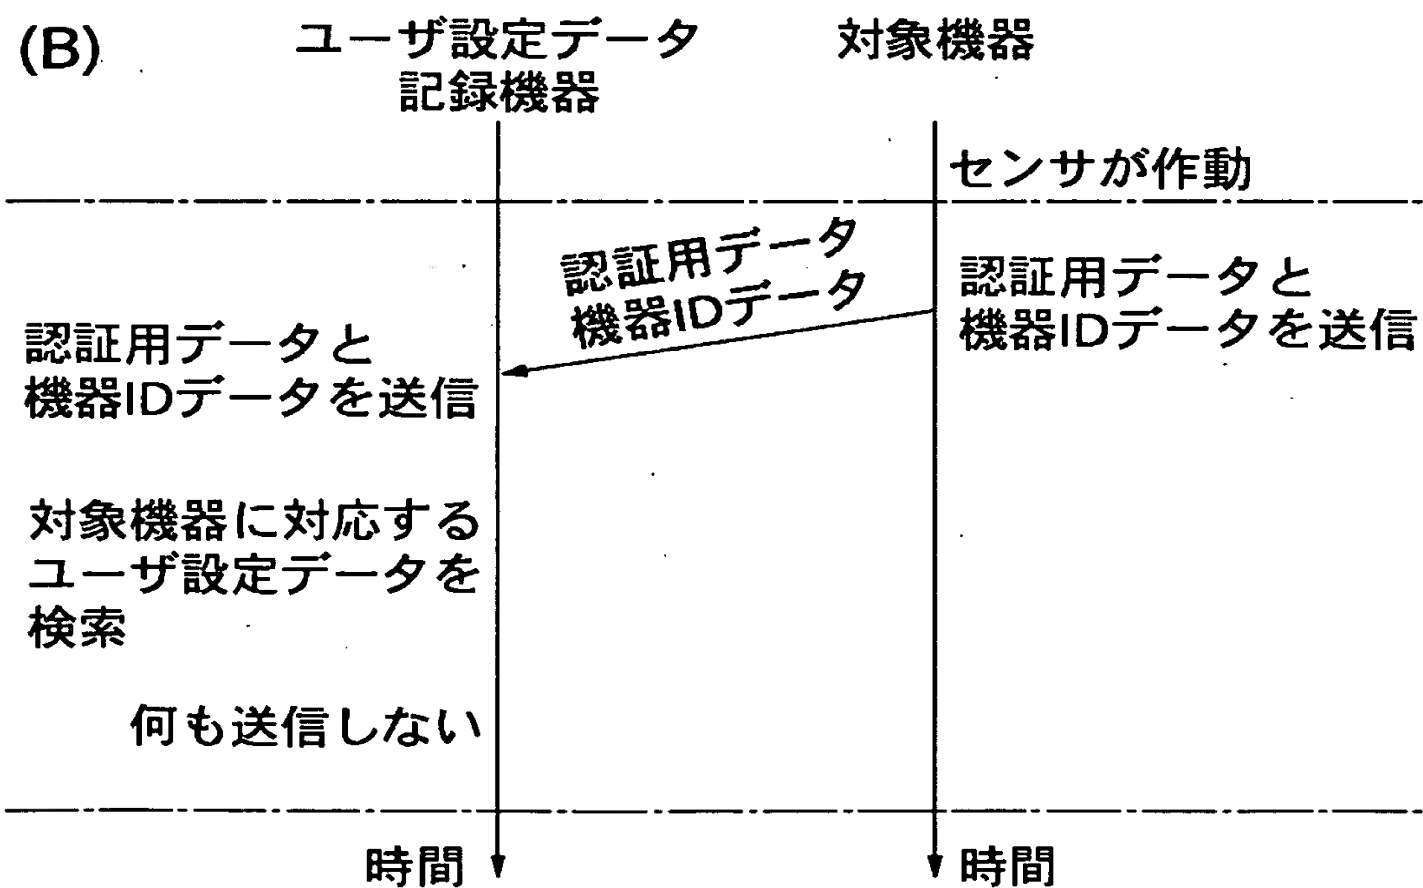 (B)
ユーザ設定データ
記録機器
対象機器
センサが作動
認証用データ
機器IDデータ
認証用データと
機器IDデータを送信
認証用データと
機器IDデータを送信
対象機器に対応する
ユーザ設定データを
検索
何も送信しない
時間
時間